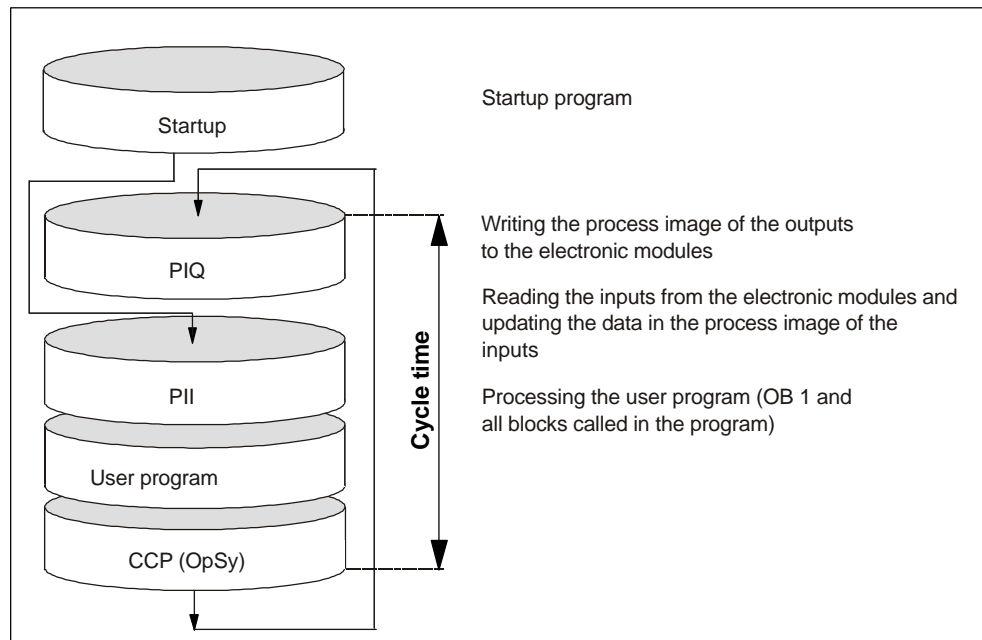 Startup
Startup program
PIQ
Writing the process image of the outputs
to the electronic modules
PII
Reading the inputs from the electronic modules and
updating the data in the process image of the
inputs
User program
Processing the user program (OB 1 and
all blocks called in the program)
CCP (OpSy)
Cycle time